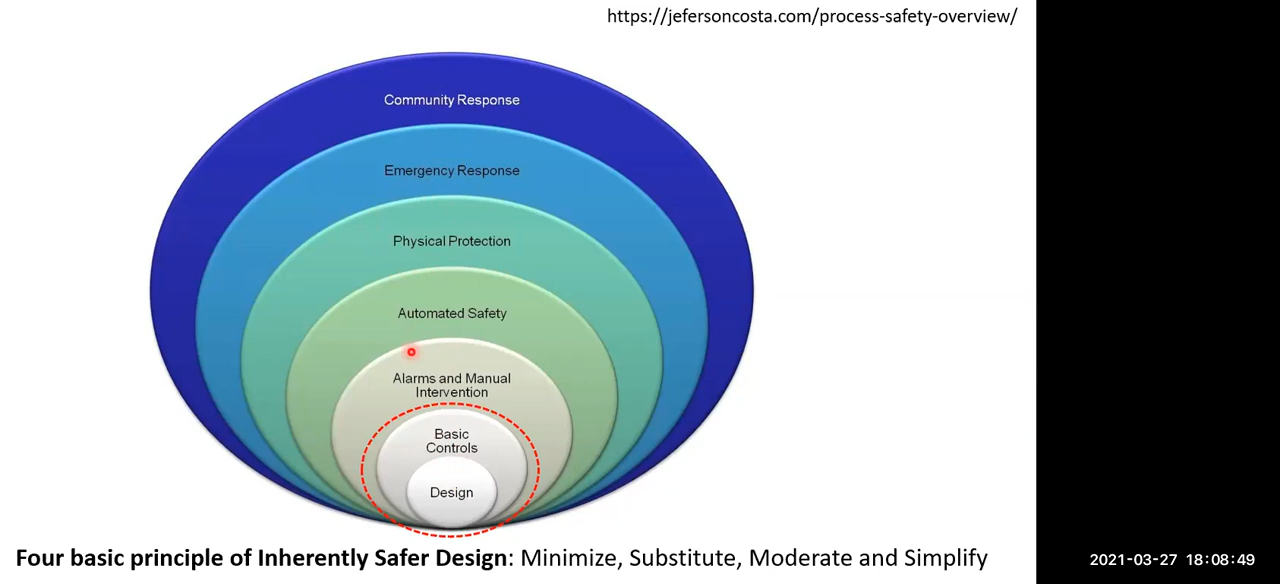 https://jefersoncosta.com/process-safety-overview/
Community Response
Emergency Response
Physical Protection
Automated Safety
Alarms and Manual
Intervention
Basic
Controls
Design
Four basic principle of Inherently Safer Design: Minimize, Substitute, Moderate and Simplify
2021-03-27 18:08:49